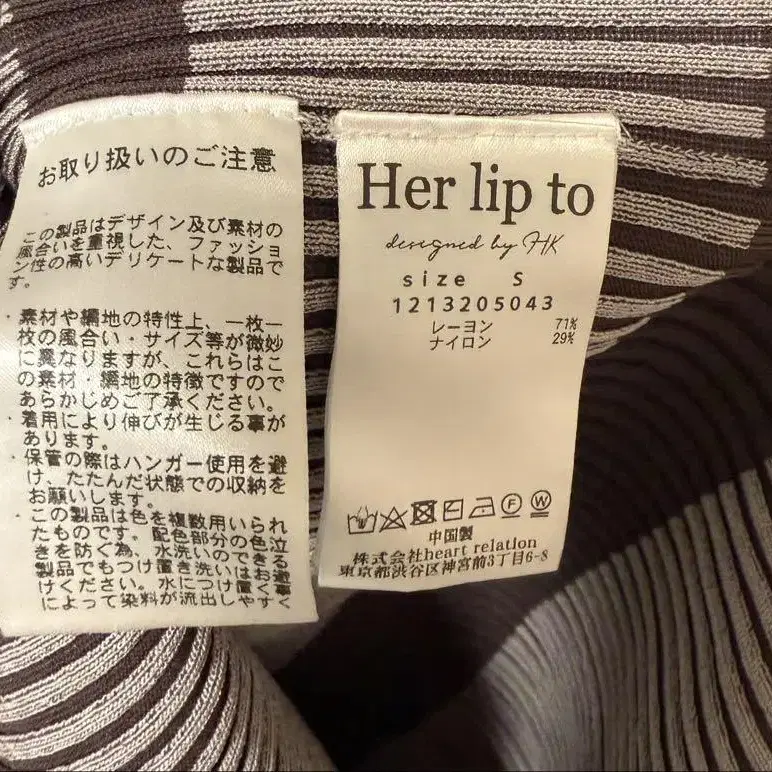 お取り扱いのご注意
この製品はデザイン及び素材の
風合いを重視した、ファッショ
ン性の高いデリケートな製品で
す。
・素材や編地の特性上、一枚一
枚の風合い・サイズ等が微妙
に異なりますが、これらはこ
の素材・編地の特徴ですので
あらかじめご了承ください。
・着用により伸びが生じる事が
あります。
・保管の際はハンガー使用を避
け、たたんだ状態での収納を
お願いします。
・この製品は色を複数用いられ
たものです。配色部分の色泣
きを防ぐ為、水洗いのできる
製品でもつけ置き洗いはお避
けください。水につけ置く事
によって染料が流出しやすく
Her lip to
designed by HK
size S
1213205043
レーヨン 71%
ナイロン 29%
中国製
株式会社heart relation
東京都渋谷区神宮前3丁目6-8